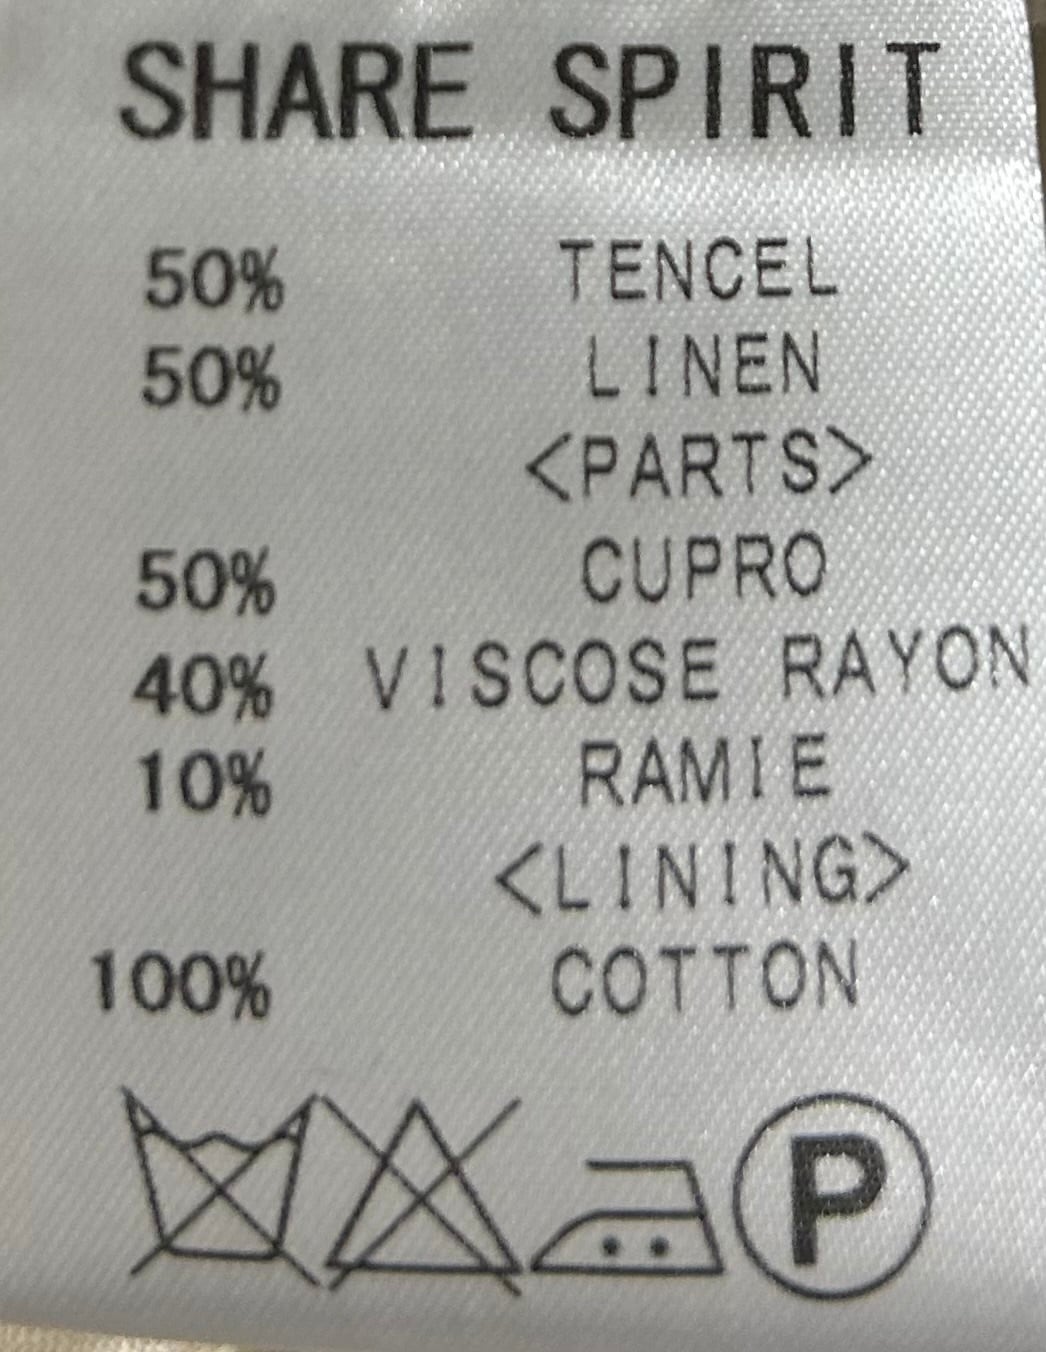 SHARE SPIRIT
50% TENCEL
50% LINEN
<PARTS>
50% CUPRO
40% VISCOSE RAYON
10% RAMIE
<LINING>
100% COTTON
P